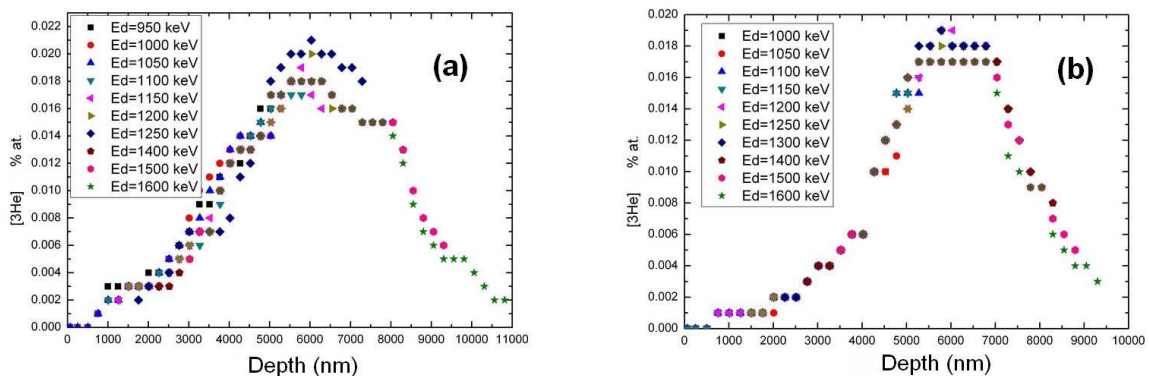 (a)
[3He] % at.
0.022
0.020
0.018
0.016
0.014
0.012
0.010
0.008
0.006
0.004
0.002
0.000
Ed=950 keV
Ed=1000 keV
Ed=1050 keV
Ed=1100 keV
Ed=1150 keV
Ed=1200 keV
Ed=1250 keV
Ed=1400 keV
Ed=1500 keV
Ed=1600 keV
0 1000 2000 3000 4000 5000 6000 7000 8000 9000 10000 11000
Depth (nm)
(b)
[3He] % at.
0.020
0.018
0.016
0.014
0.012
0.010
0.008
0.006
0.004
0.002
0.000
Ed=1000 keV
Ed=1050 keV
Ed=1100 keV
Ed=1150 keV
Ed=1200 keV
Ed=1250 keV
Ed=1300 keV
Ed=1400 keV
Ed=1500 keV
Ed=1600 keV
0 1000 2000 3000 4000 5000 6000 7000 8000 9000 10000
Depth (nm)